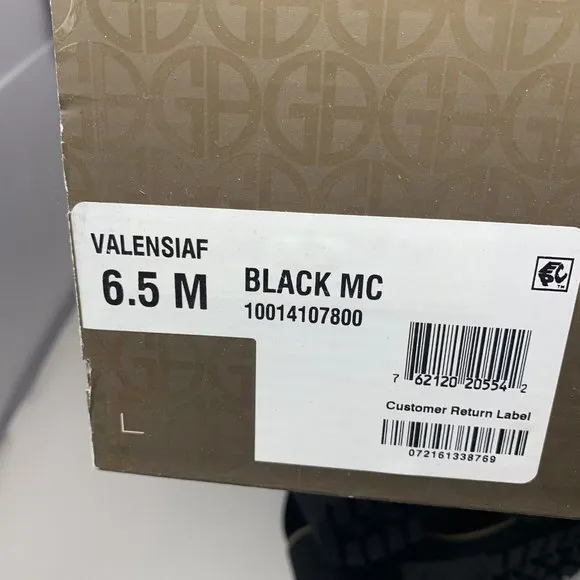 VALENSIAF
6.5 M
BLACK MC
10014107800
7 62120 20554 2
Customer Return Label
072161338769
L